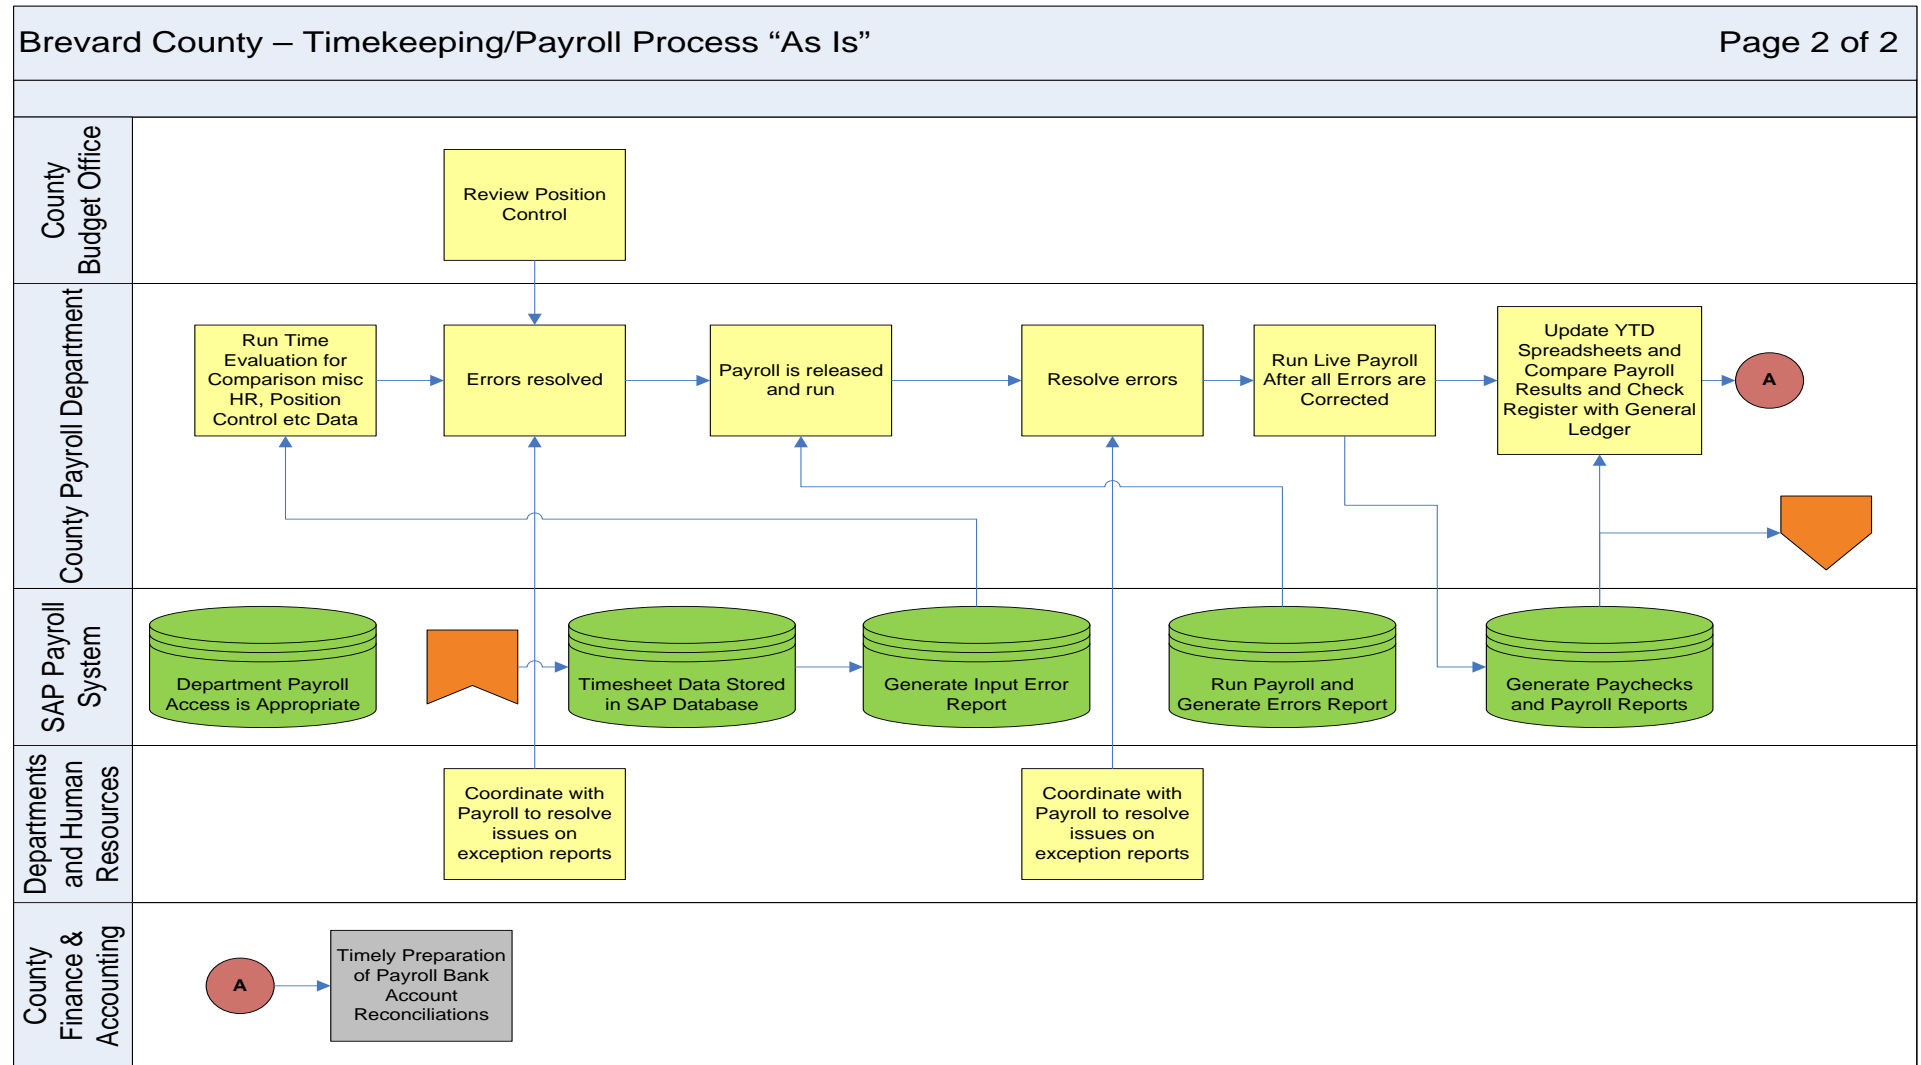 Brevard County – Timekeeping/Payroll Process “As Is”
Page 2 of 2
County
Budget Office
Review Position
Control
County Payroll Department
Run Time
Evaluation for
Comparison misc
HR, Position
Control etc Data
Errors resolved
Payroll is released
and run
Resolve errors
Run Live Payroll
After all Errors are
Corrected
Update YTD
Spreadsheets and
Compare Payroll
Results and Check
Register with General
Ledger
A
SAP Payroll
System
Department Payroll
Access is Appropriate
Timesheet Data Stored
in SAP Database
Generate Input Error
Report
Run Payroll and
Generate Errors Report
Generate Paychecks
and Payroll Reports
Departments
and Human
Resources
Coordinate with
Payroll to resolve
issues on
exception reports
Coordinate with
Payroll to resolve
issues on
exception reports
County
Finance &
Accounting
A
Timely Preparation
of Payroll Bank
Account
Reconciliations